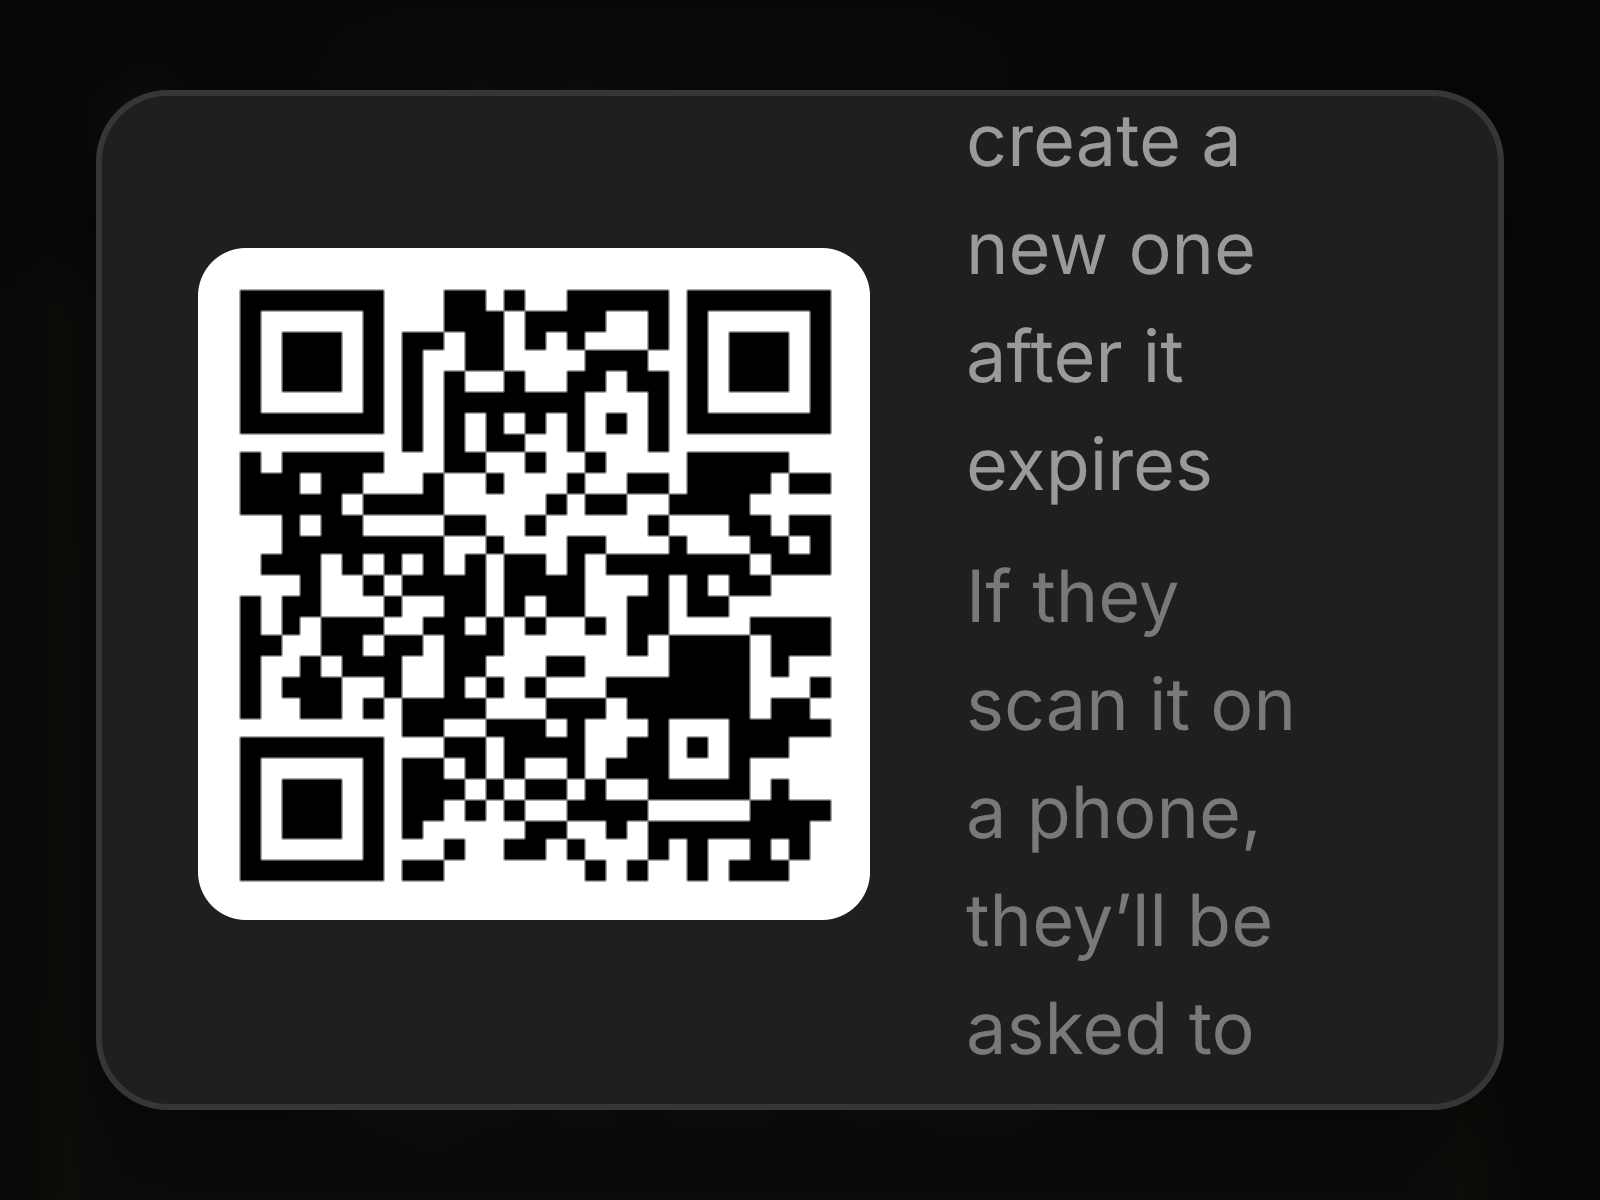 create a
new one
after it
expires
If they
scan it on
a phone,
they’ll be
asked to